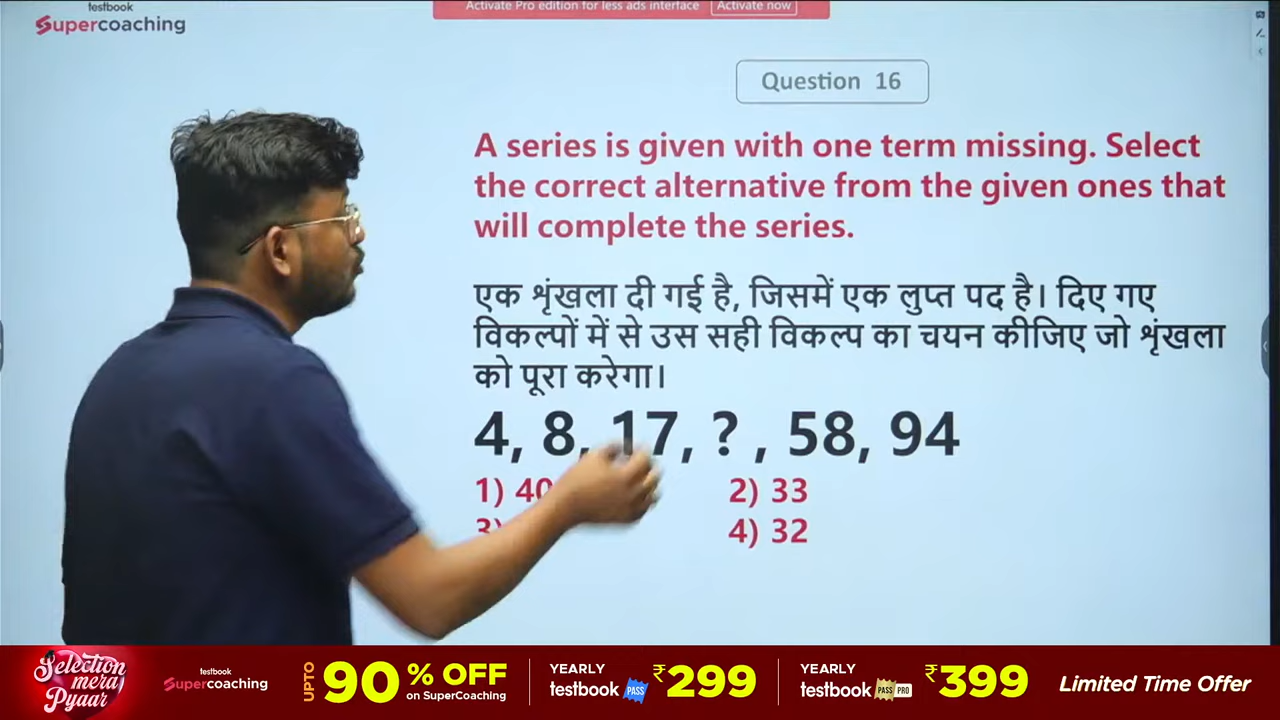 testbook
Supercoaching
Activate Pro edition for less ads interface Activate now
Question 16
A series is given with one term missing. Select
the correct alternative from the given ones that
will complete the series.
एक शृंखला दी गई है, जिसमें एक लुप्त पद है। दिए गए
विकल्पों में से उस सही विकल्प का चयन कीजिए जो शृंखला
को पूरा करेगा।
4, 8, 17, ? , 58, 94
1) 40 2) 33
3) 4) 32
Selection mera Pyaar
testbook Supercoaching
UPTO 90% OFF on SuperCoaching
YEARLY testbook PASS ₹299
YEARLY testbook PASS PRO ₹399
Limited Time Offer